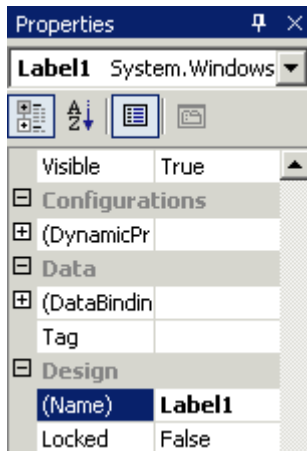 Properties
Label1 System.Windows
A Z
Visible True
Configurations
(DynamicPr
Data
(DataBindin
Tag
Design
(Name) Label1
Locked False